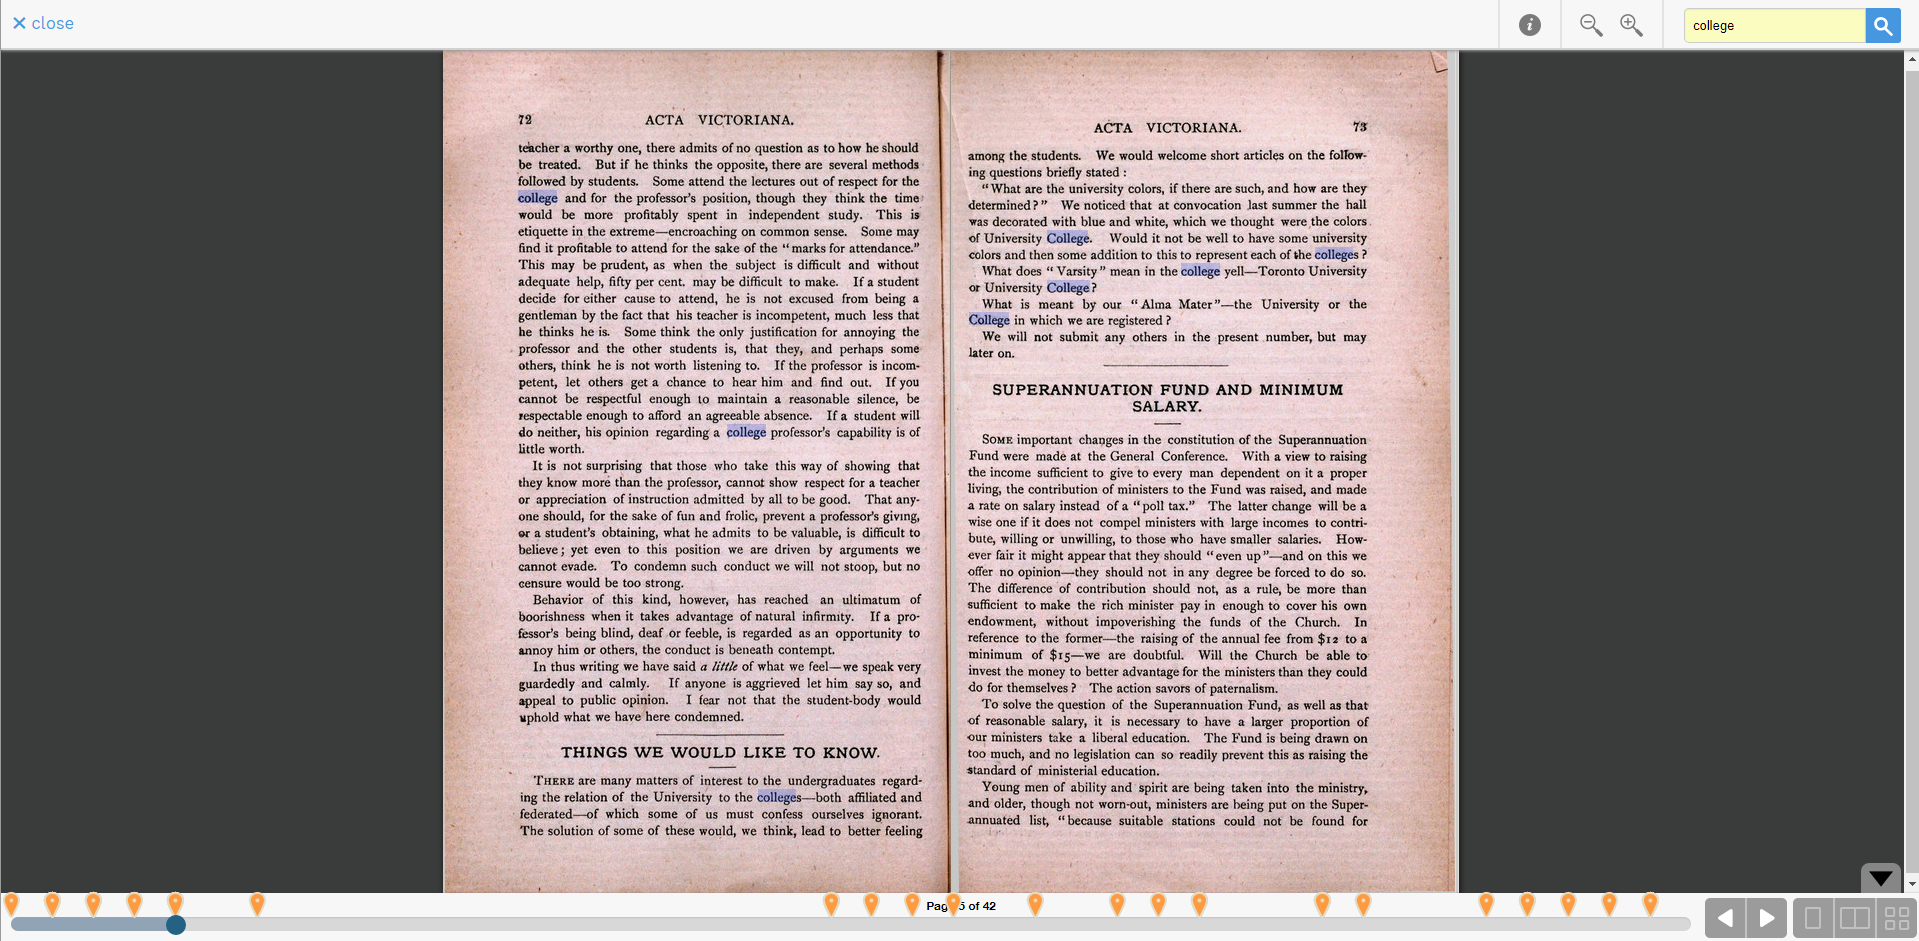 close
college
72 ACTA VICTORIANA.
teacher a worthy one, there admits of no question as to how he should
be treated. But if he thinks the opposite, there are several methods
followed by students. Some attend the lectures out of respect for the
college and for the professor's position, though they think the time
would be more profitably spent in independent study. This is
etiquette in the extreme—encroaching on common sense. Some may
find it profitable to attend for the sake of the "marks for attendance."
This may be prudent, as when the subject is difficult and without
adequate help, fifty per cent. may be difficult to make. If a student
decide for either cause to attend, he is not excused from being a
gentleman by the fact that his teacher is incompetent, much less that
he thinks he is. Some think the only justification for annoying the
professor and the other students is, that they, and perhaps some
others, think he is not worth listening to. If the professor is incom-
petent, let others get a chance to hear him and find out. If you
cannot be respectful enough to maintain a reasonable silence, be
respectable enough to afford an agreeable absence. If a student will
do neither, his opinion regarding a college professor's capability is of
little worth.
It is not surprising that those who take this way of showing that
they know more than the professor, cannot show respect for a teacher
or appreciation of instruction admitted by all to be good. That any-
one should, for the sake of fun and frolic, prevent a professor's giving,
or a student's obtaining, what he admits to be valuable, is difficult to
believe; yet even to this position we are driven by arguments we
cannot evade. To condemn such conduct we will not stoop, but no
censure would be too strong.
Behavior of this kind, however, has reached an ultimatum of
boorishness when it takes advantage of natural infirmity. If a pro-
fessor's being blind, deaf or feeble, is regarded as an opportunity to
annoy him or others, the conduct is beneath contempt.
In thus writing we have said a little of what we feel—we speak very
guardedly and calmly. If anyone is aggrieved let him say so, and
appeal to public opinion. I fear not that the student-body would
uphold what we have here condemned.
THINGS WE WOULD LIKE TO KNOW.
THERE are many matters of interest to the undergraduates regard-
ing the relation of the University to the colleges—both affiliated and
federated—of which some of us must confess ourselves ignorant.
The solution of some of these would, we think, lead to better feeling
ACTA VICTORIANA. 73
among the students. We would welcome short articles on the follow-
ing questions briefly stated :
"What are the university colors, if there are such, and how are they
determined?" We noticed that at convocation last summer the hall
was decorated with blue and white, which we thought were the colors
of University College. Would it not be well to have some university
colors and then some addition to this to represent each of the colleges ?
What does "Varsity" mean in the college yell—Toronto University
or University College ?
What is meant by our "Alma Mater"—the University or the
College in which we are registered ?
We will not submit any others in the present number, but may
later on.
SUPERANNUATION FUND AND MINIMUM
SALARY.
SOME important changes in the constitution of the Superannuation
Fund were made at the General Conference. With a view to raising
the income sufficient to give to every man dependent on it a proper
living, the contribution of ministers to the Fund was raised, and made
a rate on salary instead of a "poll tax." The latter change will be a
wise one if it does not compel ministers with large incomes to contri-
bute, willing or unwilling, to those who have smaller salaries. How-
ever fair it might appear that they should "even up"—and on this we
offer no opinion—they should not in any degree be forced to do so.
The difference of contribution should not, as a rule, be more than
sufficient to make the rich minister pay in enough to cover his own
endowment, without impoverishing the funds of the Church. In
reference to the former—the raising of the annual fee from $12 to a
minimum of $15—we are doubtful. Will the Church be able to
invest the money to better advantage for the ministers than they could
do for themselves ? The action savors of paternalism.
To solve the question of the Superannuation Fund, as well as that
of reasonable salary, it is necessary to have a larger proportion of
our ministers take a liberal education. The Fund is being drawn on
too much, and no legislation can so readily prevent this as raising the
standard of ministerial education.
Young men of ability and spirit are being taken into the ministry,
and older, though not worn-out, ministers are being put on the Super-
annuated list, "because suitable stations could not be found for
Page 5 of 42